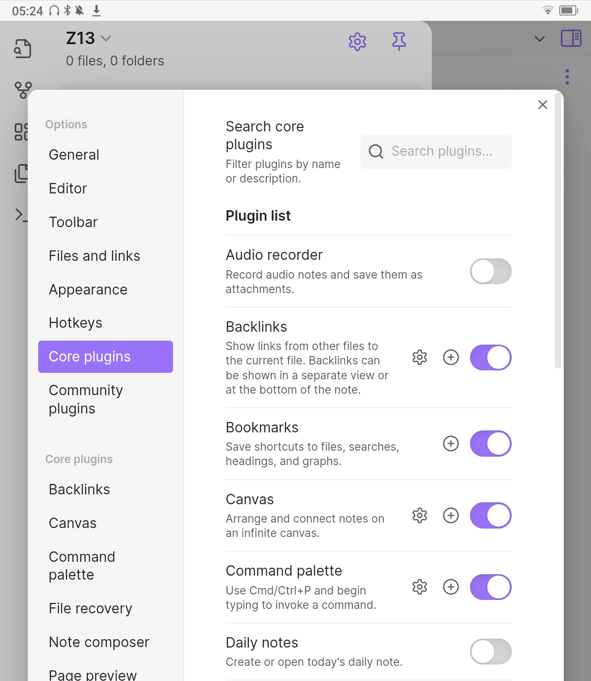 05:24
Z13
0 files, 0 folders
Options
General
Editor
Toolbar
Files and links
Appearance
Hotkeys
Core plugins
Community
plugins
Core plugins
Backlinks
Canvas
Command
palette
File recovery
Note composer
Page preview
Search core
plugins
Filter plugins by name
or description.
Search plugins...
Plugin list
Audio recorder
Record audio notes and save them as
attachments.
Backlinks
Show links from other files to
the current file. Backlinks can
be shown in a separate view or
at the bottom of the note.
Bookmarks
Save shortcuts to files, searches,
headings, and graphs.
Canvas
Arrange and connect notes on
an infinite canvas.
Command palette
Use Cmd/Ctrl+P and begin
typing to invoke a command.
Daily notes
Create or open today's daily note.